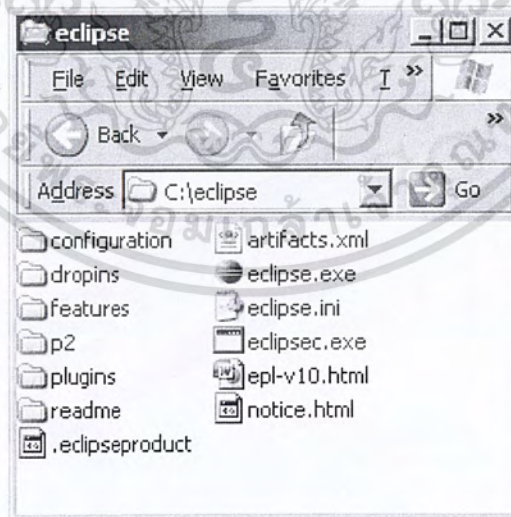 eclipse
File Edit View Favorites T »
Back »
Address C:\eclipse Go
configuration artifacts.xml
dropins eclipse.exe
features eclipse.ini
p2 eclipsec.exe
plugins epl-v10.html
readme notice.html
.eclipseproduct